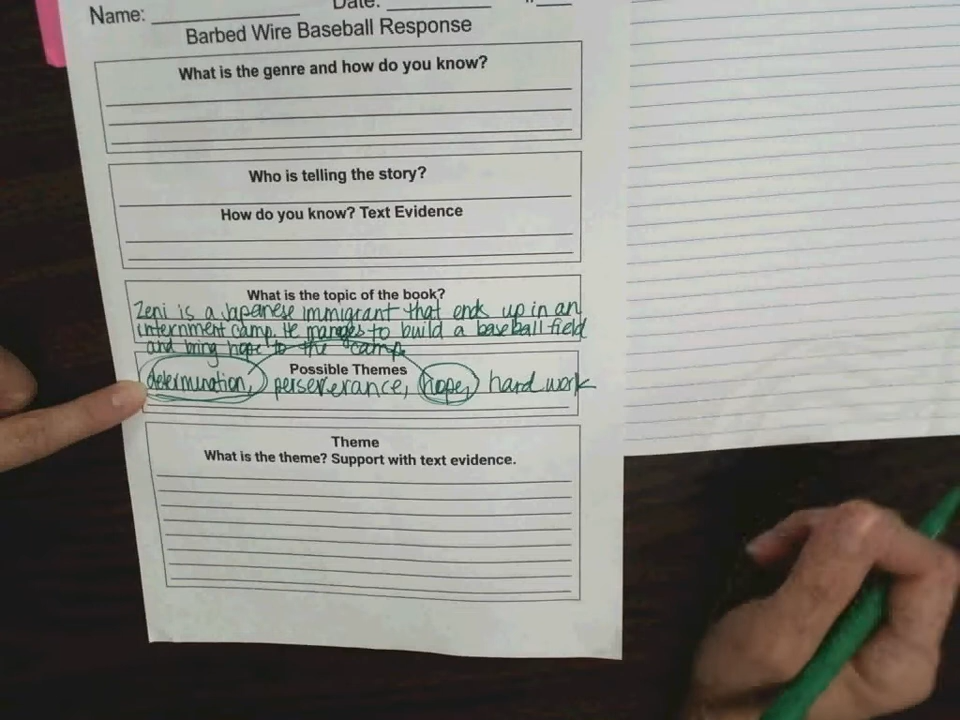 Name:
Date:
Barbed Wire Baseball Response
What is the genre and how do you know?
Who is telling the story?
How do you know? Text Evidence
What is the topic of the book?
Zeni is a Japanese immigrant that ends up in an
internment camp. He manages to build a baseball field
and bring hope to the camp.
Possible Themes
determination, perserverance, hope, hard work
Theme
What is the theme? Support with text evidence.